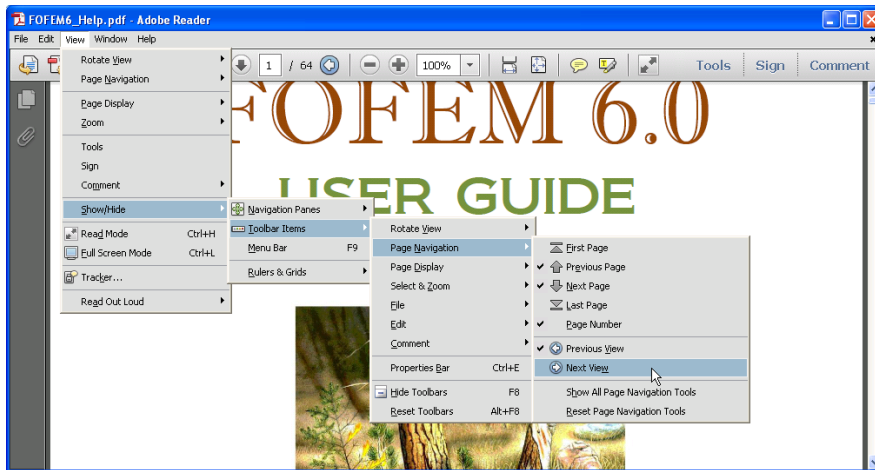 FOFEM6_Help.pdf - Adobe Reader
File Edit View Window Help
1 / 64 100% Tools Sign Comment
FOFEM 6.0
USER GUIDE
Rotate View
Page Navigation
Page Display
Zoom
Tools
Sign
Comment
Show/Hide
Read Mode Ctrl+H
Full Screen Mode Ctrl+L
Tracker...
Read Out Loud
Navigation Panes
Toolbar Items
Menu Bar F9
Rulers & Grids
Rotate View
Page Navigation
Page Display
Select & Zoom
File
Edit
Comment
Properties Bar Ctrl+E
Hide Toolbars F8
Reset Toolbars Alt+F8
First Page
Previous Page
Next Page
Last Page
Page Number
Previous View
Next View
Show All Page Navigation Tools
Reset Page Navigation Tools